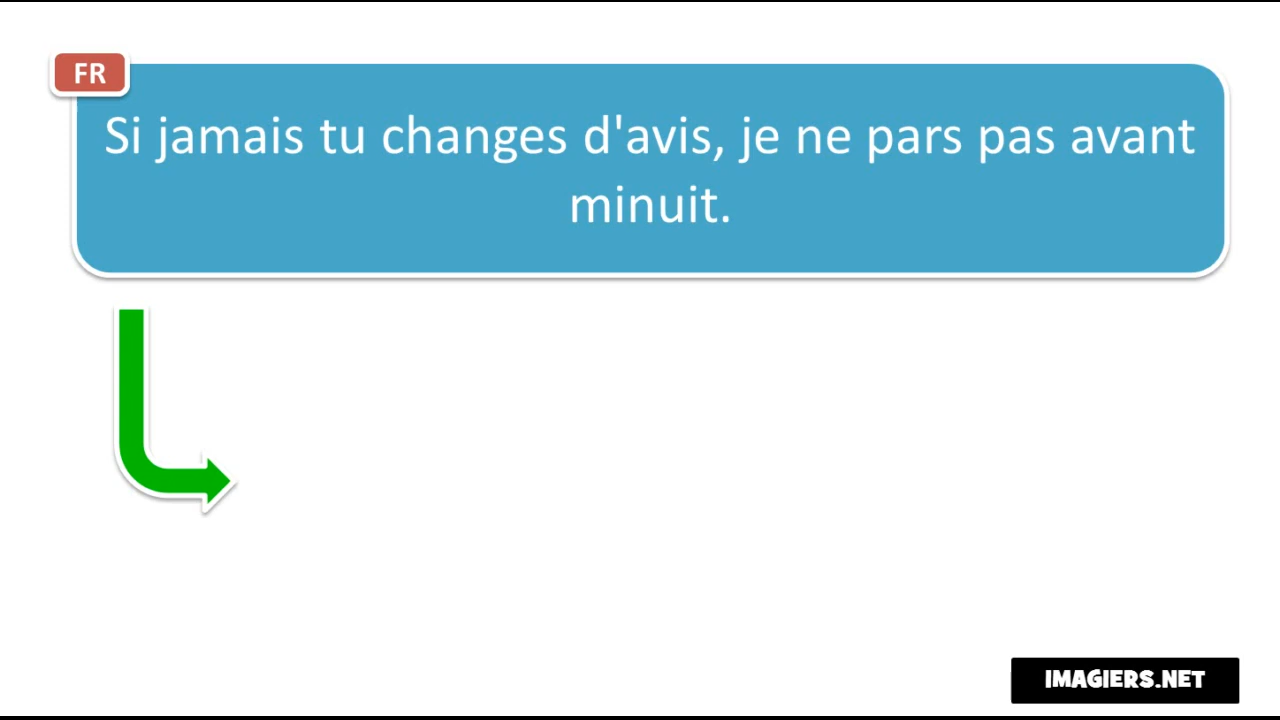 FR
Si jamais tu changes d'avis, je ne pars pas avant
minuit.
IMAGIERS.NET